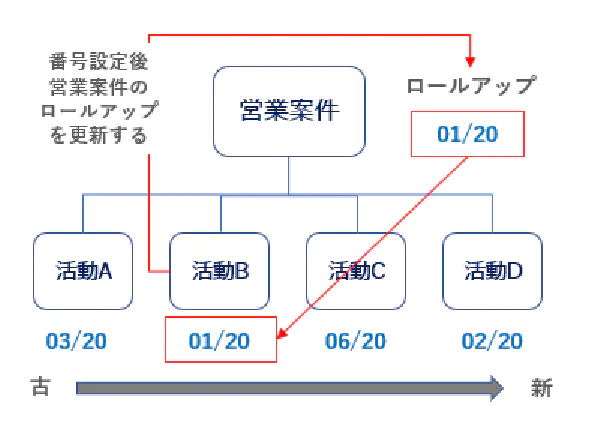 番号設定後
営業案件の
ロールアップ
を更新する
営業案件
ロールアップ
01/20
活動A
活動B
活動C
活動D
03/20
01/20
06/20
02/20
古
新